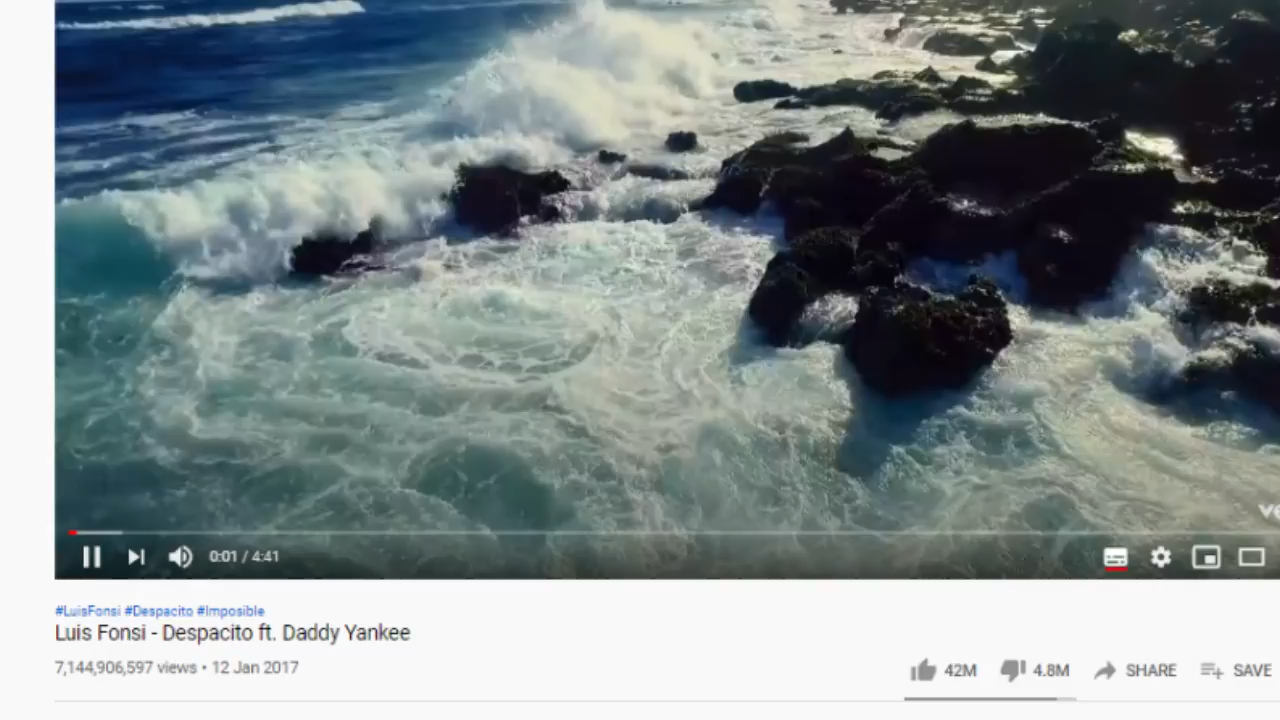 0:01 / 4:41
#LuisFonsi #Despacito #Imposible
Luis Fonsi - Despacito ft. Daddy Yankee
7,144,906,597 views • 12 Jan 2017
42M 4.8M SHARE SAVE